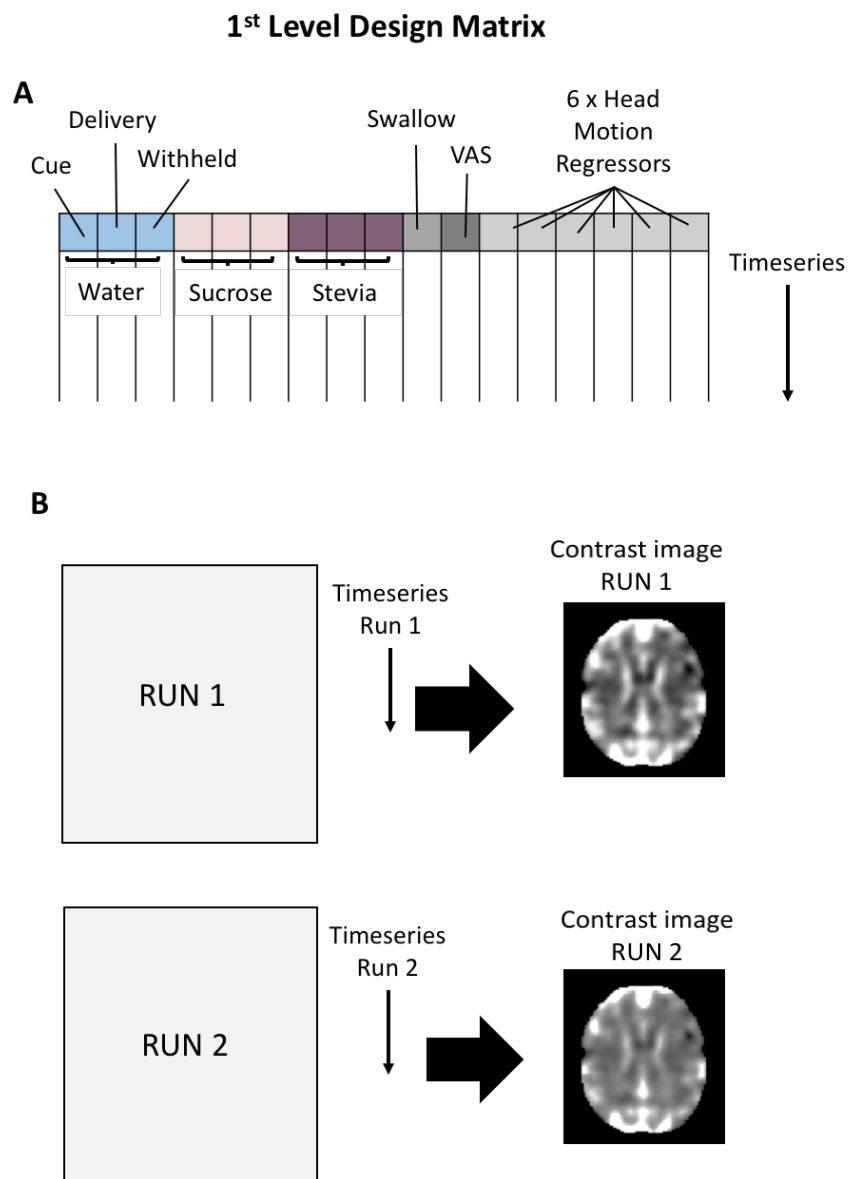 1st Level Design Matrix
A
Delivery
Cue
Withheld
Swallow
VAS
6 x Head
Motion
Regressors
Water
Sucrose
Stevia
Timeseries
B
RUN 1
Timeseries
Run 1
Contrast image
RUN 1
RUN 2
Timeseries
Run 2
Contrast image
RUN 2